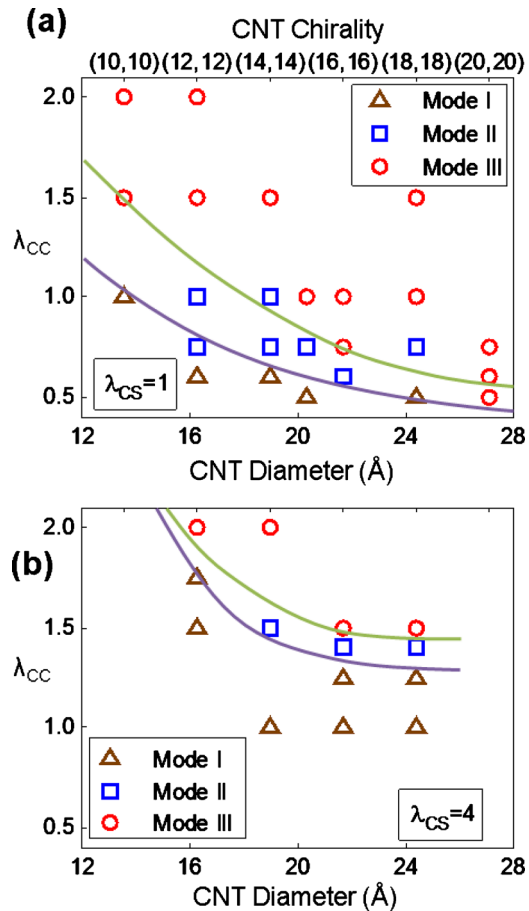 (a)
CNT Chirality
(10,10) (12,12) (14,14) (16,16) (18,18) (20,20)
2.0
Mode I
Mode II
Mode III
1.5
λCC
1.0
λCS=1
0.5
12 16 20 24 28
CNT Diameter (Å)
(b)
2.0
1.5
λCC
1.0
Mode I
Mode II
Mode III
λCS=4
0.5
12 16 20 24 28
CNT Diameter (Å)